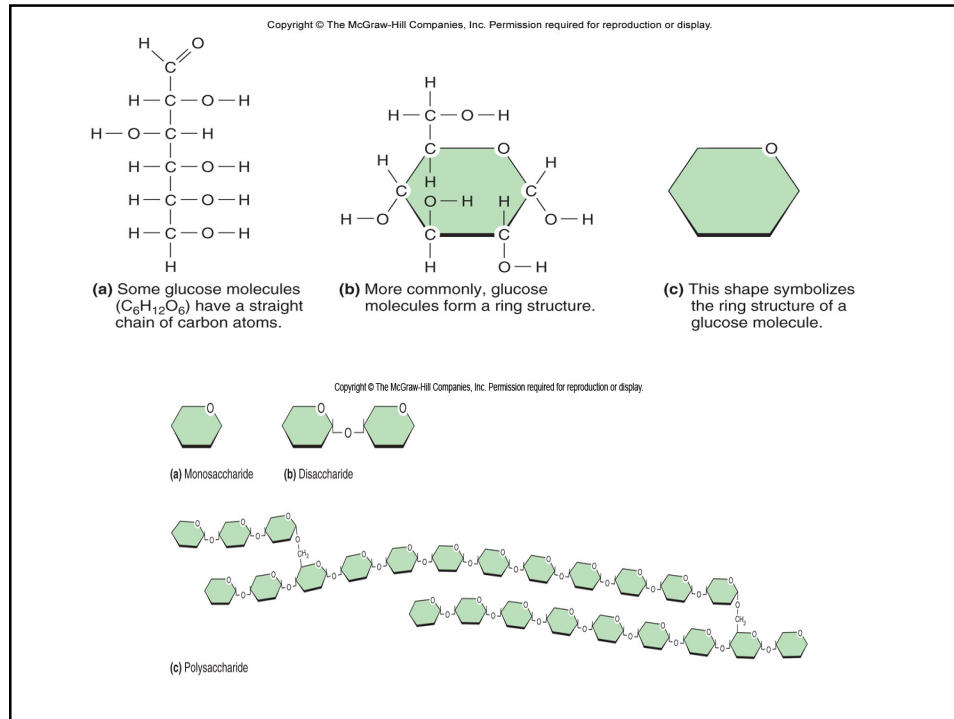 Copyright © The McGraw-Hill Companies, Inc. Permission required for reproduction or display.
H O
C
H—C—O—H
H—O—C—H
H—C—O—H
H—C—O—H
H—C—O—H
H
(a) Some glucose molecules
(C₆H₁₂O₆) have a straight
chain of carbon atoms.
H
H—C—O—H
C O
H H
C H C
O—H H
H—O O—H
C C
H
O—H
(b) More commonly, glucose
molecules form a ring structure.
O
(c) This shape symbolizes
the ring structure of a
glucose molecule.
Copyright © The McGraw-Hill Companies, Inc. Permission required for reproduction or display.
O
(a) Monosaccharide
O O
O
(b) Disaccharide
O O O
O O O
CH₂
O O O O O O O O O O O O
O O O O O O O O O O O
O
CH₂
O O O O O O O O O
O O O O O O O O
(c) Polysaccharide